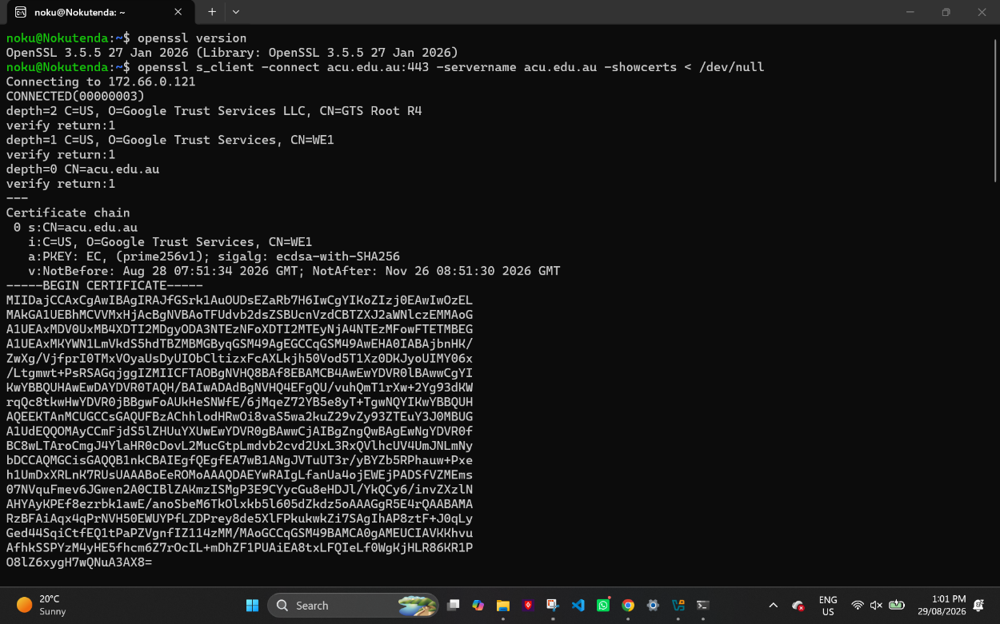 noku@Nokutenda: ~
noku@Nokutenda:~$ openssl version
OpenSSL 3.5.5 27 Jan 2026 (Library: OpenSSL 3.5.5 27 Jan 2026)
noku@Nokutenda:~$ openssl s_client -connect acu.edu.au:443 -servername acu.edu.au -showcerts < /dev/null
Connecting to 172.66.0.121
CONNECTED(00000003)
depth=2 C=US, O=Google Trust Services LLC, CN=GTS Root R4
verify return:1
depth=1 C=US, O=Google Trust Services, CN=WE1
verify return:1
depth=0 CN=acu.edu.au
verify return:1
---
Certificate chain
 0 s:CN=acu.edu.au
   i:C=US, O=Google Trust Services, CN=WE1
   a:PKEY: EC, (prime256v1); sigalg: ecdsa-with-SHA256
   v:NotBefore: Aug 28 07:51:34 2026 GMT; NotAfter: Nov 26 08:51:30 2026 GMT
-----BEGIN CERTIFICATE-----
MIIDajCCAxCgAwIBAgIRAJfGSrk1AuOUDsEZaRb7H6IwCgYIKoZIzj0EAwIwOzEL
MAkGA1UEBhMCVVMxHjAcBgNVBAoTFUdvb2dsZSBUcnVzdCBTZXJ2aWNlczEMMAoG
A1UEAxMDV0UxMB4XDTI2MDgyODA3NTEzNFoXDTI2MTEyNjA4NTEzMFowFTETMBEG
A1UEAxMKYWN1LmVkdS5hdTBZMBMGByqGSM49AgEGCCqGSM49AwEHA0IABAjbnHK/
ZwXg/VjfprI0TMxVOyaUsDyUIObCltizxFcAXLkjh50Vod5T1Xz0DKJyoUIMY06x
/Ltgmwt+PsRSAGqjggIZMIICFTAOBgNVHQ8BAf8EBAMCB4AwEwYDVR0lBAwwCgYI
KwYBBQUHAwEwDAYDVR0TAQH/BAIwADAdBgNVHQ4EFgQU/vuhQmT1rXw+2Yg93dKW
rqQc8tkwHwYDVR0jBBgwFoAUkHeSNWfE/6jMqeZ72YB5e8yT+TgwNQYIKwYBBQUH
AQEEKTAnMCUGCCsGAQUFBzAChhlodHRwOi8vaS5wa2kuZ29vZy93ZTEuY3J0MBUG
A1UdEQQOMAyCCmFjdS5lZHUuYXUwEwYDVR0gBAwwCjAIBgZngQwBAgEwNgYDVR0f
BC8wLTAroCmgJ4YlaHR0cDovL2MucGtpLmdvb2cvd2UxL3RxQVlhcUV4UmJNLmNy
bDCCAQMGCisGAQQB1nkCBAIEgfQEgfEA7wB1ANgJVTuUT3r/yBYZb5RPhauw+Pxe
h1UmDxXRLnK7RUsUAAABoEeROMoAAAQDAEYwRAIgLfanUa4ojEWEjPADSfVZMEms
07NVquFmev6JGwen2A0CIBlZAKmzISMgP3E9CYycGu8eHDJl/YkQCy6/invZXzlN
AHYAyKPEf8ezrbk1awE/anoSbeM6TkOlxkb5l605dZkdz5oAAAGgR5E4rQAABAMA
RzBFAiAqx4qPrNVH50EWUYPfLZDPrey8de5XlFPkukwkZi7SAgIhAP8ztF+J0qLy
Ged44SqiCtfEQ1tPaPZVgnfIZ114zMM/MAoGCCqGSM49BAMCA0gAMEUCIAVKKhvu
AfhkSSPYzM4yHE5fhcm6Z7rOcIL+mDhZF1PUAiEA8txLFQIeLf0WgKjHLR86KR1P
O8lZ6xygH7wQNuA3AX8=
20°C
Sunny
Search
ENG
US
1:01 PM
29/08/2026